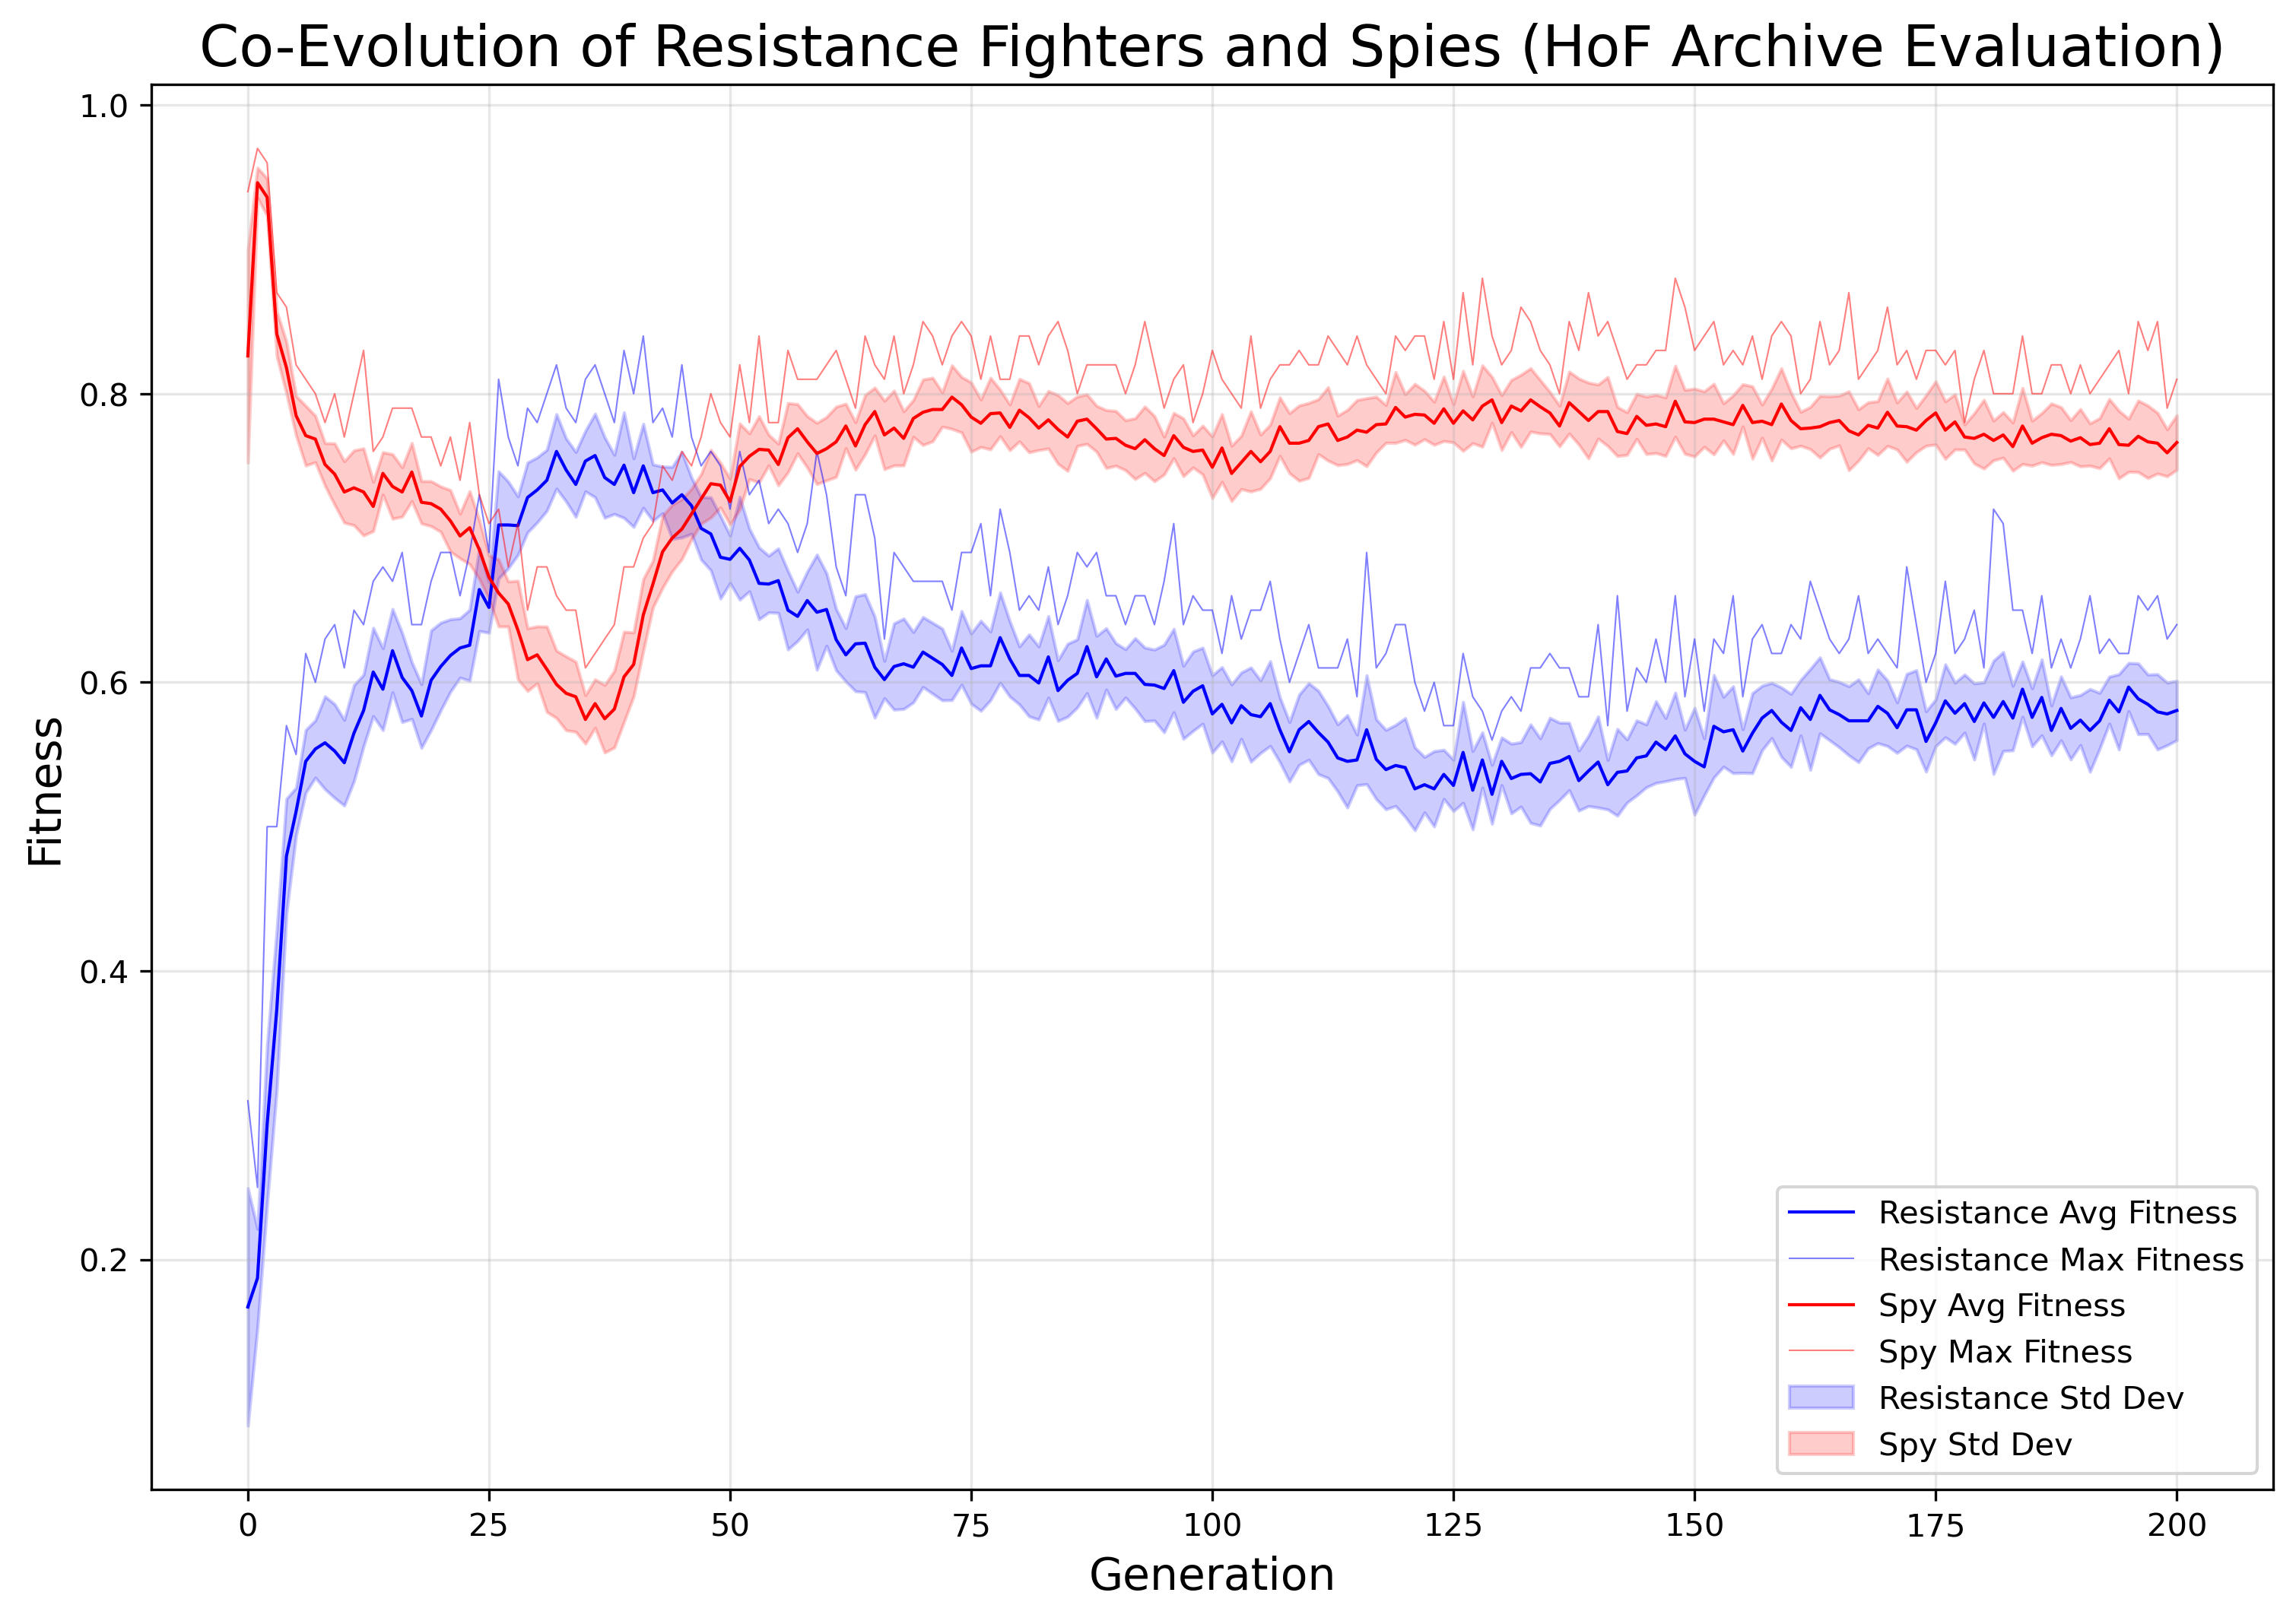 Co-Evolution of Resistance Fighters and Spies (HoF Archive Evaluation)
1.0
0.8
0.6
0.4
0.2
Fitness
0 25 50 75 100 125 150 175 200
Generation
Resistance Avg Fitness
Resistance Max Fitness
Spy Avg Fitness
Spy Max Fitness
Resistance Std Dev
Spy Std Dev